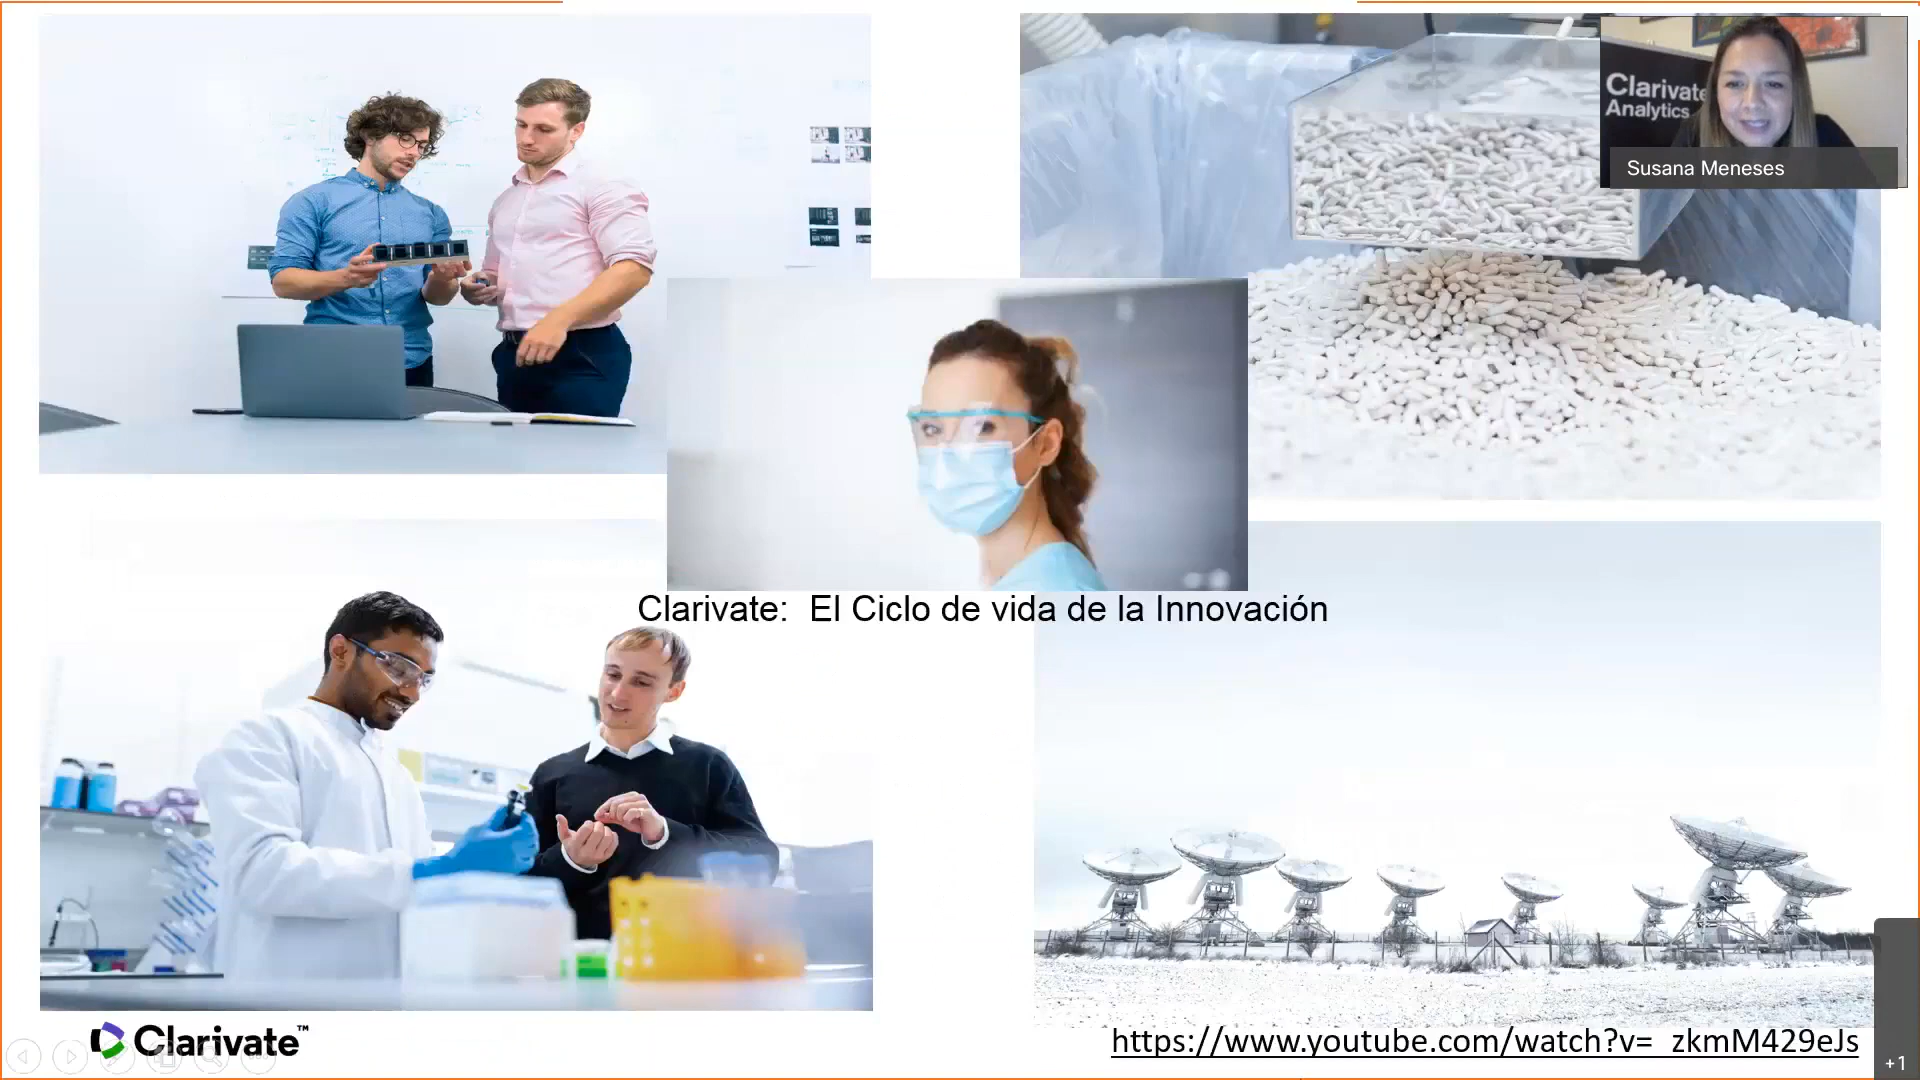 Clarivate
Analytics
Susana Meneses
Clarivate:  El Ciclo de vida de la Innovación
Clarivate™
https://www.youtube.com/watch?v=_zkmM429eJs
+1